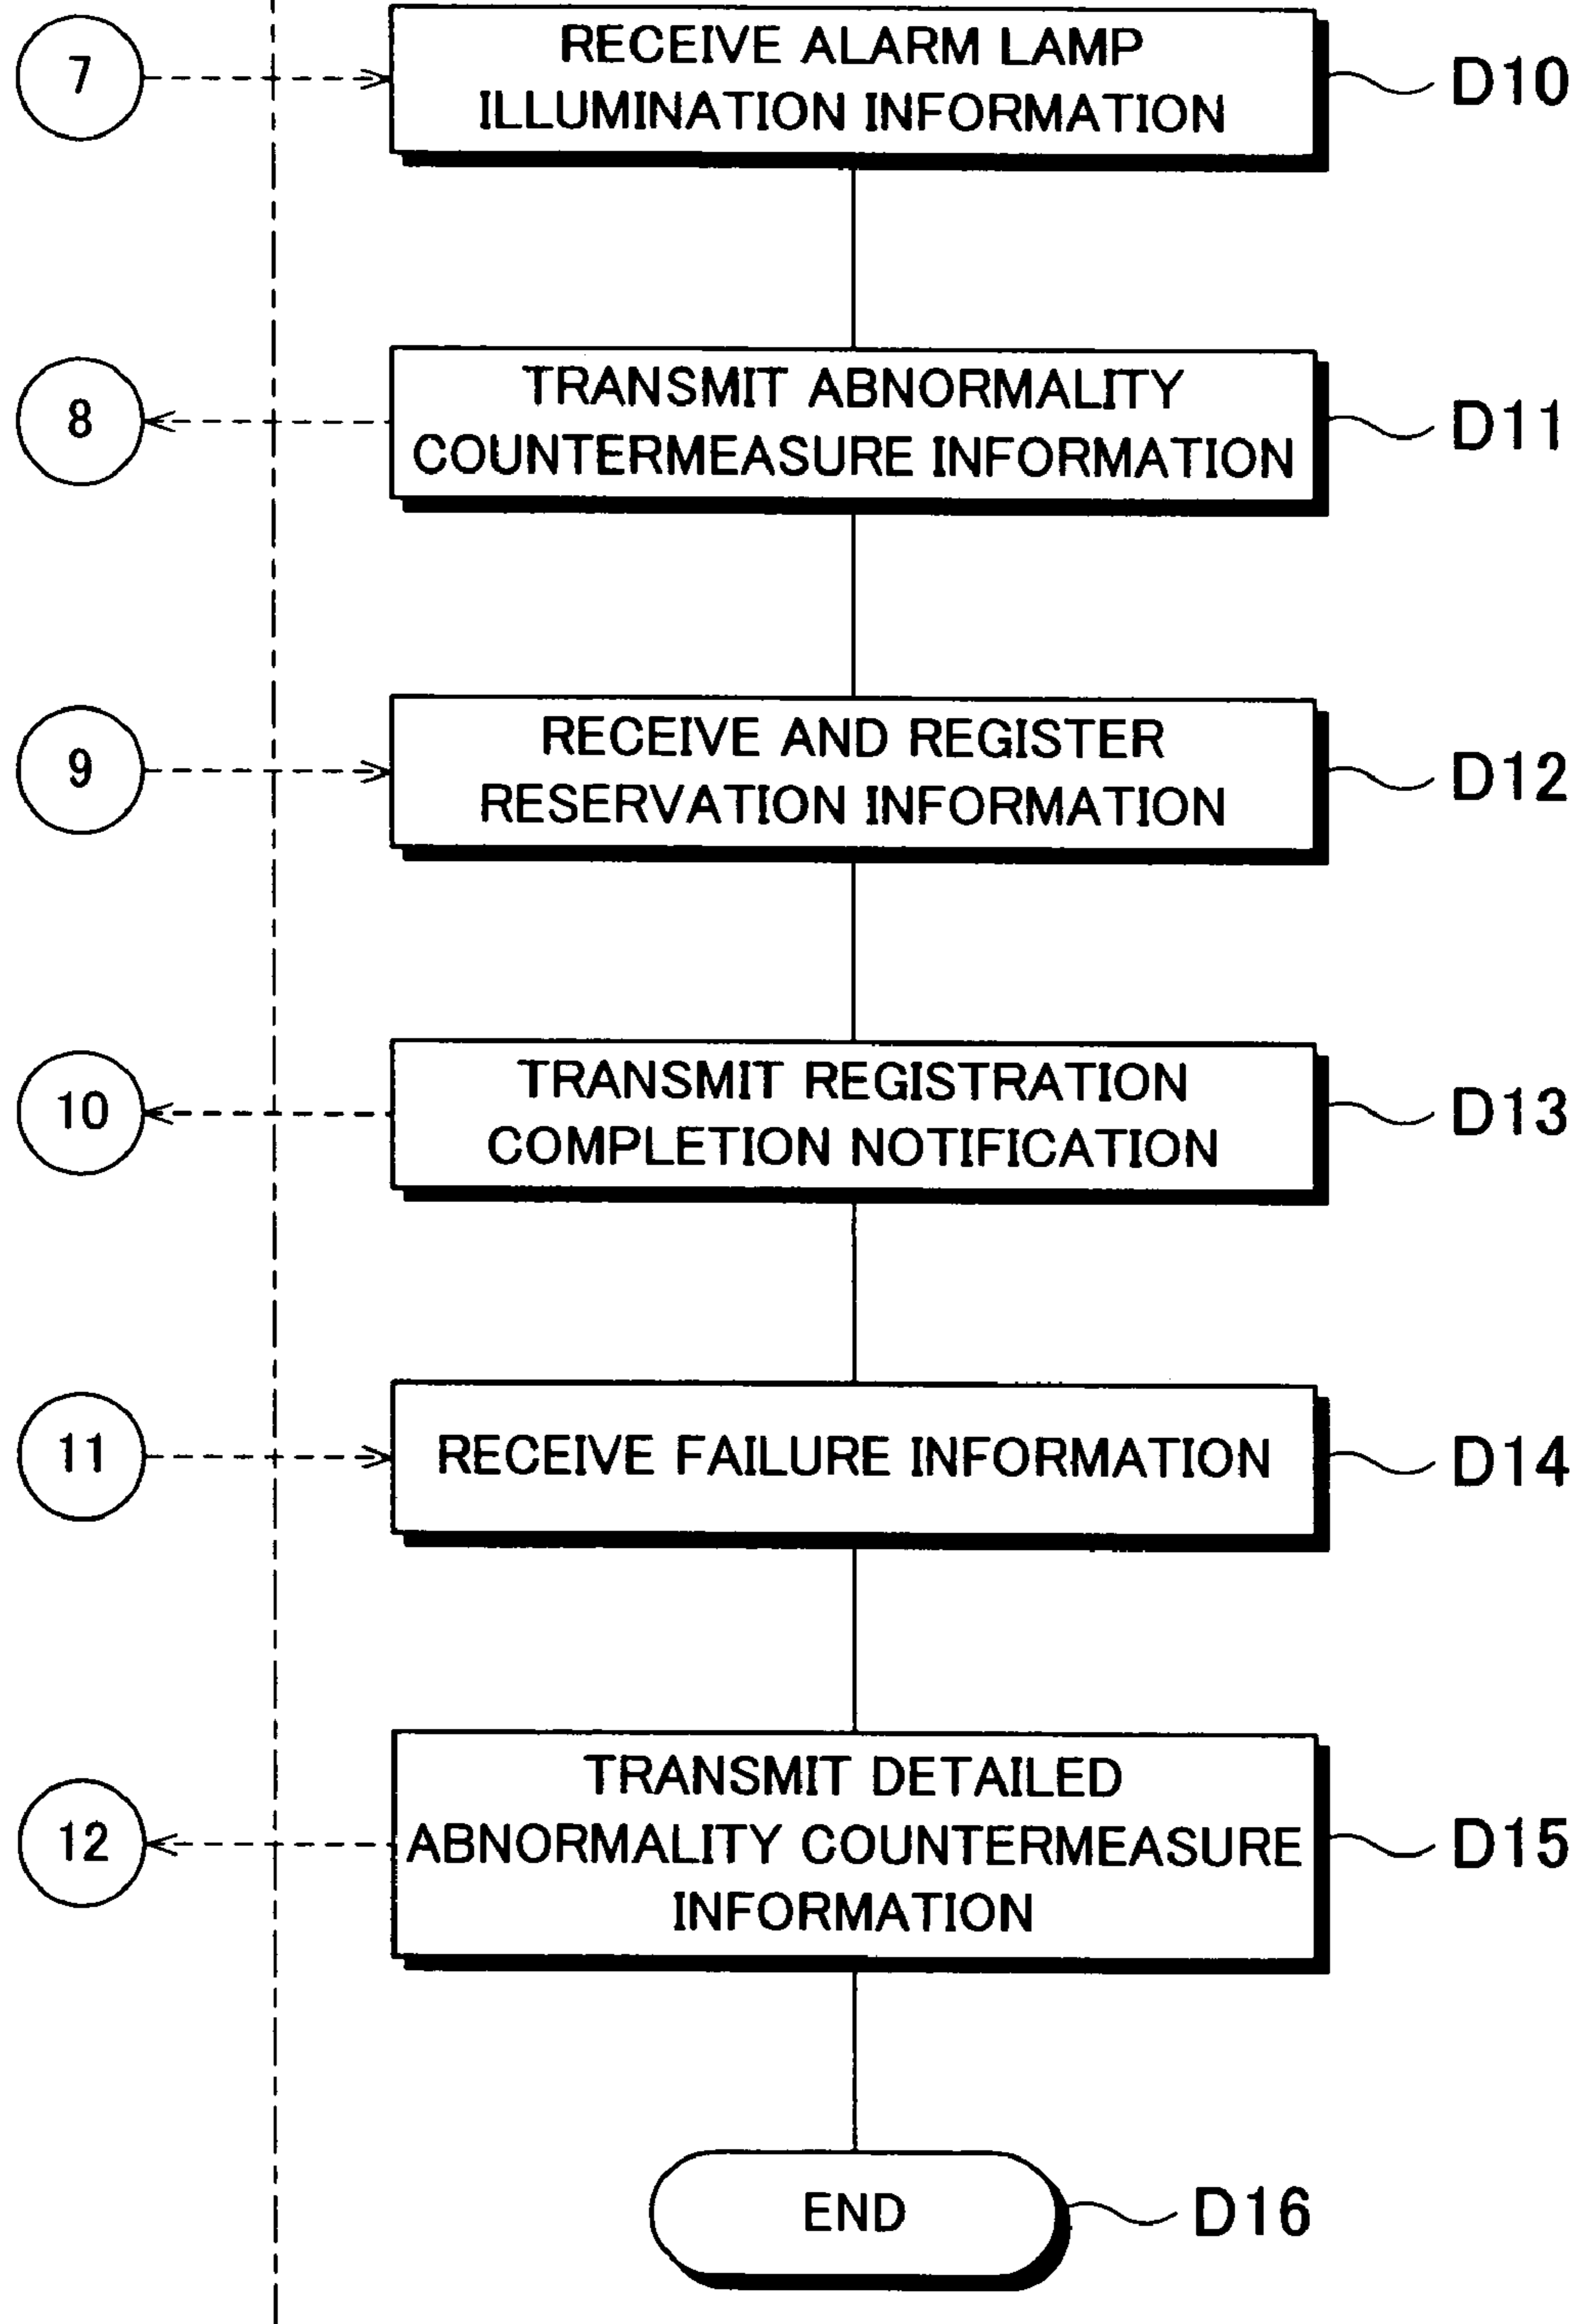 7
RECEIVE ALARM LAMP
ILLUMINATION INFORMATION
D10
8
TRANSMIT ABNORMALITY
COUNTERMEASURE INFORMATION
D11
9
RECEIVE AND REGISTER
RESERVATION INFORMATION
D12
10
TRANSMIT REGISTRATION
COMPLETION NOTIFICATION
D13
11
RECEIVE FAILURE INFORMATION
D14
12
TRANSMIT DETAILED
ABNORMALITY COUNTERMEASURE
INFORMATION
D15
END
D16